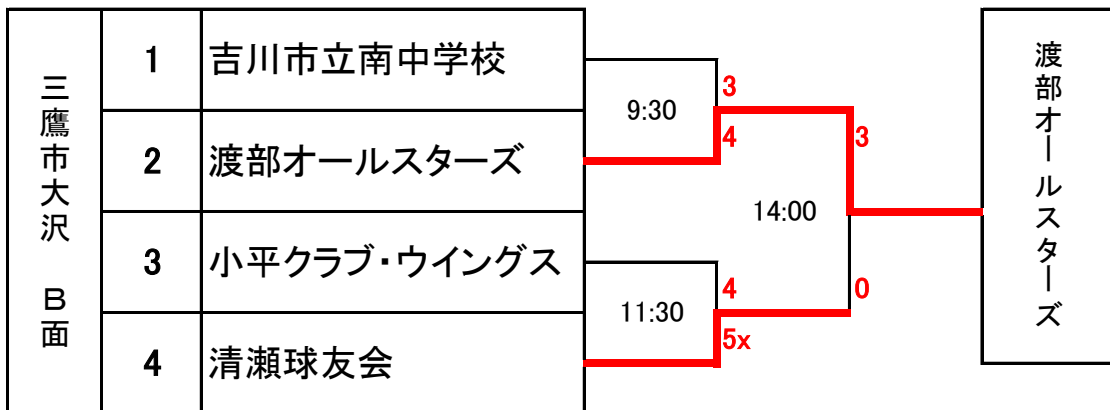 三鷹市大沢 B面
1 吉川市立南中学校
2 渡部オールスターズ
3 小平クラブ・ウイングス
4 清瀬球友会
9:30
3
4
11:30
4
5x
14:00
3
0
渡部オールスターズ